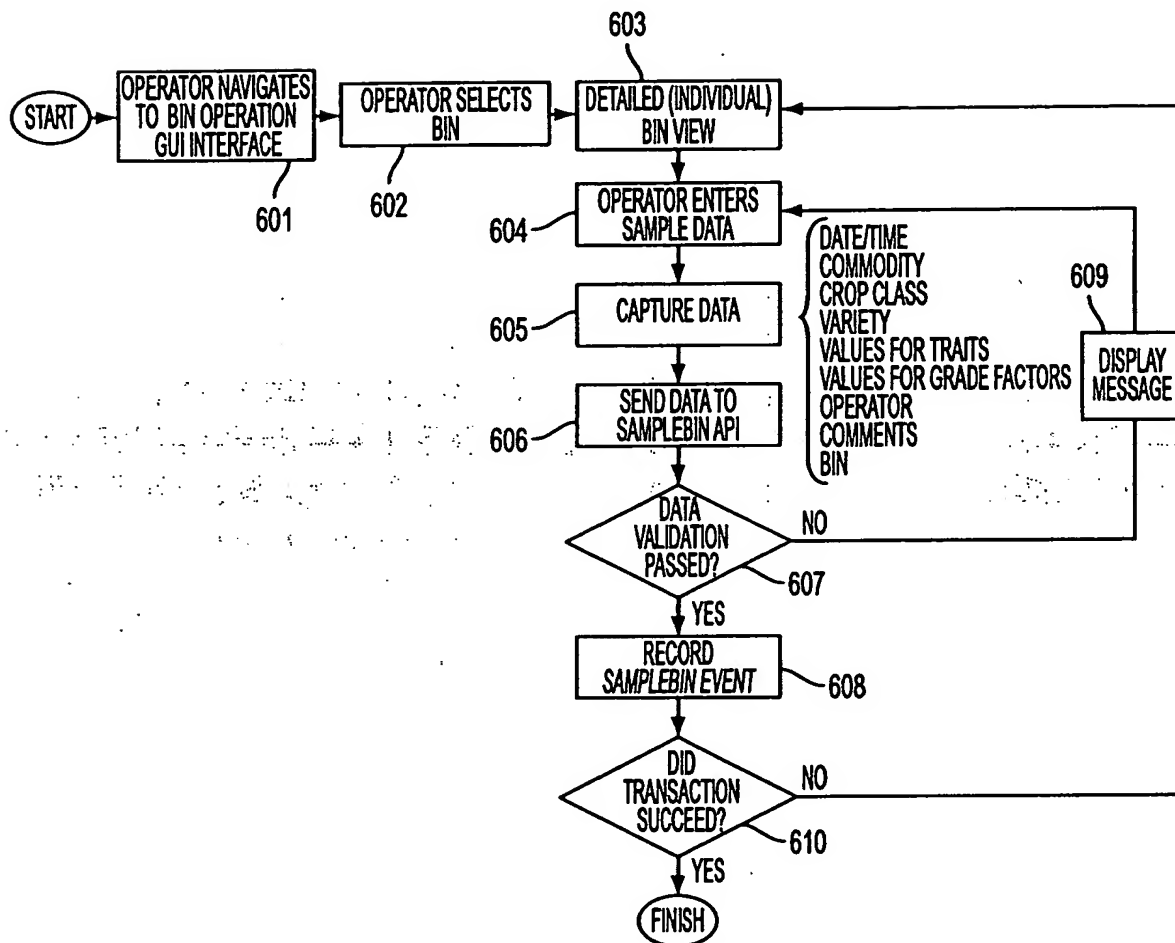 603
START
OPERATOR NAVIGATES
TO BIN OPERATION
GUI INTERFACE
601
OPERATOR SELECTS
BIN
602
DETAILED (INDIVIDUAL)
BIN VIEW
OPERATOR ENTERS
SAMPLE DATA
604
CAPTURE DATA
605
SEND DATA TO
SAMPLEBIN API
606
DATE/TIME
COMMODITY
CROP CLASS
VARIETY
VALUES FOR TRAITS
VALUES FOR GRADE FACTORS
OPERATOR
COMMENTS
BIN
609
DISPLAY
MESSAGE
DATA
VALIDATION
PASSED?
NO
607
YES
RECORD
SAMPLEBIN EVENT
608
DID
TRANSACTION
SUCCEED?
NO
610
YES
FINISH